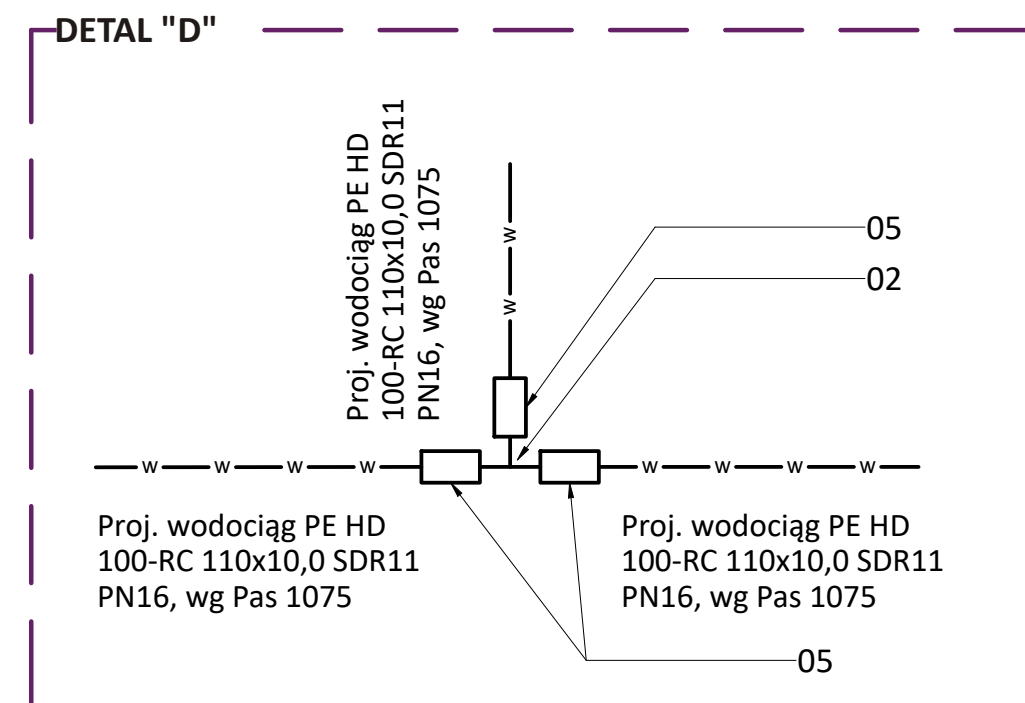 DETAL "D"
Proj. wodociąg PE HD
100-RC 110x10,0 SDR11
PN16, wg Pas 1075
05
02
w
w
w w w w
w w w w
Proj. wodociąg PE HD
100-RC 110x10,0 SDR11
PN16, wg Pas 1075
Proj. wodociąg PE HD
100-RC 110x10,0 SDR11
PN16, wg Pas 1075
05